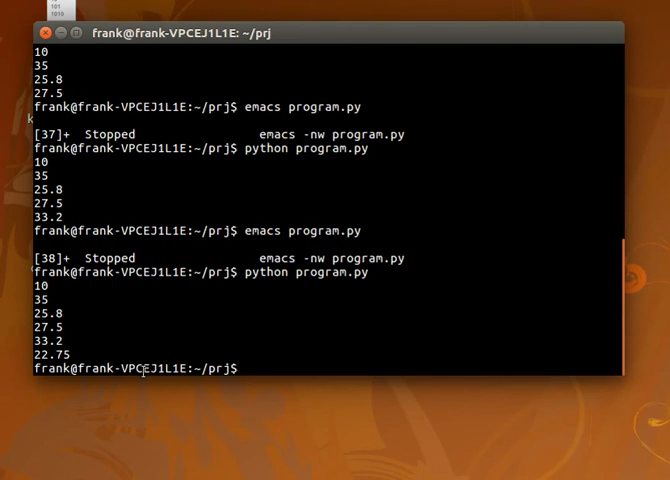 101
1010
frank@frank-VPCEJ1L1E: ~/prj
10
35
25.8
27.5
frank@frank-VPCEJ1L1E:~/prj$ emacs program.py
[37]+  Stopped                 emacs -nw program.py
frank@frank-VPCEJ1L1E:~/prj$ python program.py
10
35
25.8
27.5
33.2
frank@frank-VPCEJ1L1E:~/prj$ emacs program.py
[38]+  Stopped                 emacs -nw program.py
frank@frank-VPCEJ1L1E:~/prj$ python program.py
10
35
25.8
27.5
33.2
22.75
frank@frank-VPCEJ1L1E:~/prj$